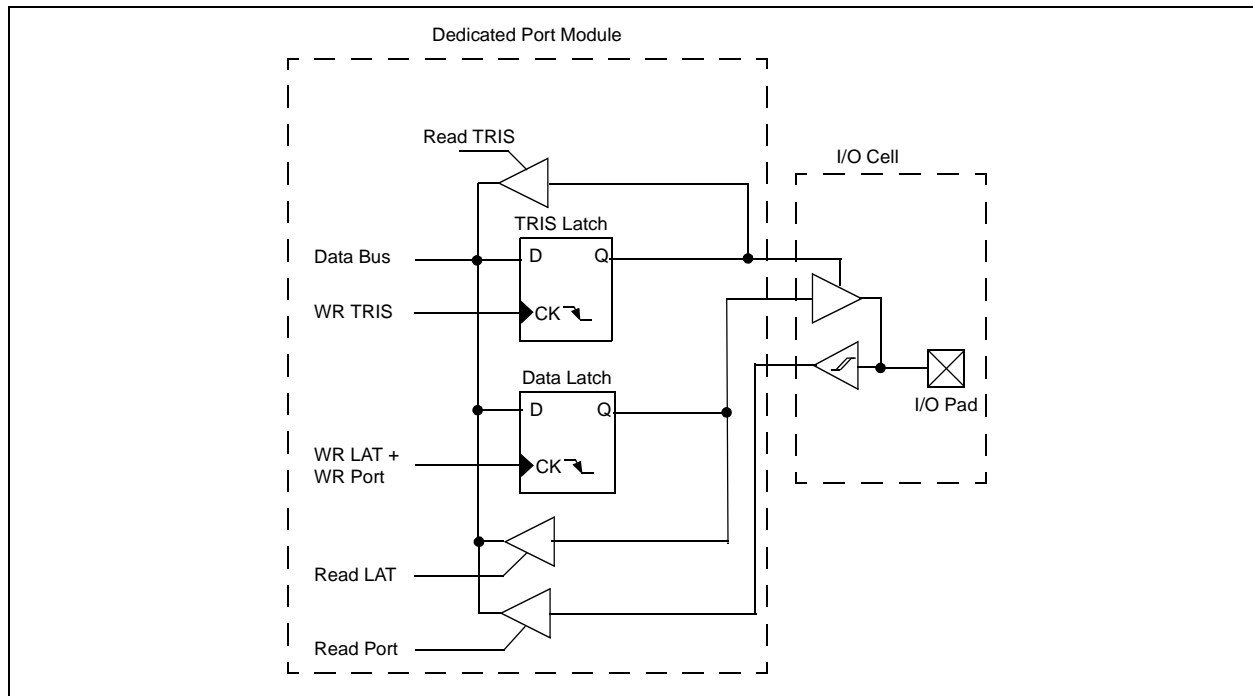 Dedicated Port Module
Read TRIS
I/O Cell
TRIS Latch
Data Bus
D
Q
WR TRIS
CK
Data Latch
I/O Pad
D
Q
WR LAT +
WR Port
CK
Read LAT
Read Port